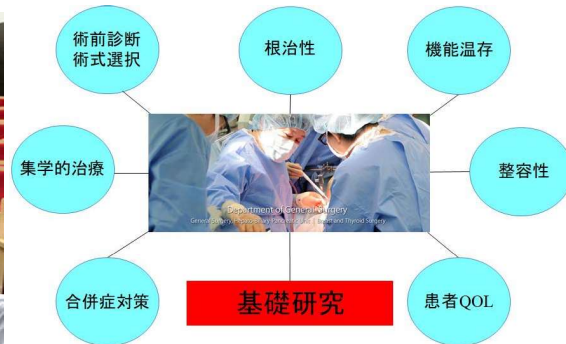 術前診断
術式選択
根治性
機能温存
集学的治療
整容性
Department of General Surgery
合併症対策
基礎研究
患者QOL